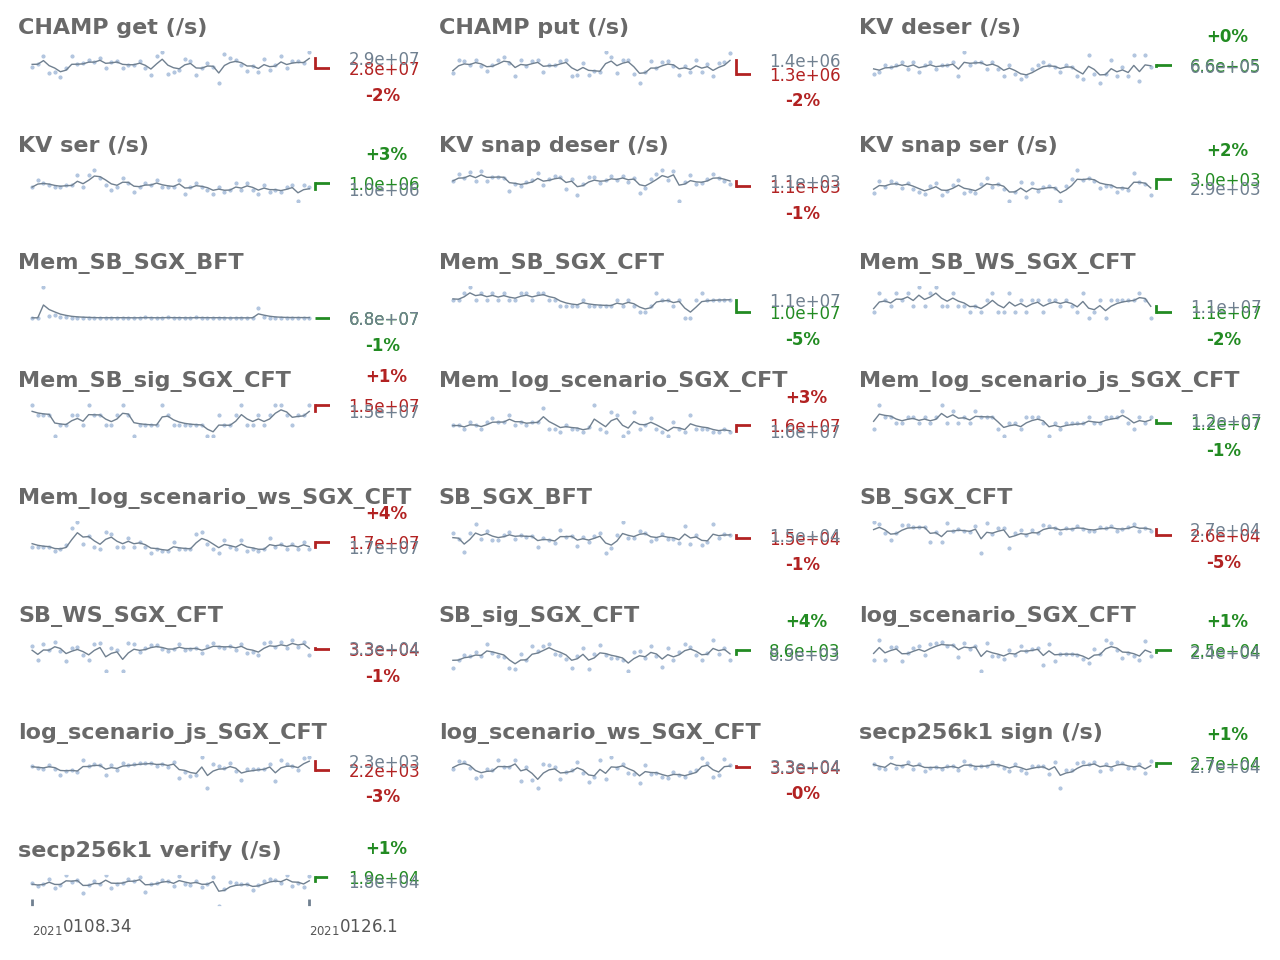 CHAMP get (/s)
2.9e+07
2.8e+07
-2%
CHAMP put (/s)
1.4e+06
1.3e+06
-2%
KV deser (/s)
+0%
6.6e+05
KV ser (/s)
+3%
1.0e+06
1.0e+06
KV snap deser (/s)
1.1e+03
1.1e+03
-1%
KV snap ser (/s)
+2%
3.0e+03
2.9e+03
Mem_SB_SGX_BFT
6.8e+07
-1%
Mem_SB_SGX_CFT
1.1e+07
1.0e+07
-5%
Mem_SB_WS_SGX_CFT
1.1e+07
1.1e+07
-2%
Mem_SB_sig_SGX_CFT
+1%
1.5e+07
1.5e+07
Mem_log_scenario_SGX_CFT
+3%
1.6e+07
1.6e+07
Mem_log_scenario_js_SGX_CFT
1.2e+07
1.2e+07
-1%
Mem_log_scenario_ws_SGX_CFT
+4%
1.7e+07
1.7e+07
SB_SGX_BFT
1.5e+04
1.5e+04
-1%
SB_SGX_CFT
2.7e+04
2.6e+04
-5%
SB_WS_SGX_CFT
3.3e+04
3.3e+04
-1%
SB_sig_SGX_CFT
+4%
8.6e+03
8.3e+03
log_scenario_SGX_CFT
+1%
2.5e+04
2.4e+04
log_scenario_js_SGX_CFT
2.3e+03
2.2e+03
-3%
log_scenario_ws_SGX_CFT
3.3e+04
3.3e+04
-0%
secp256k1 sign (/s)
+1%
2.7e+04
2.7e+04
secp256k1 verify (/s)
+1%
1.9e+04
1.8e+04
20210108.34
20210126.1